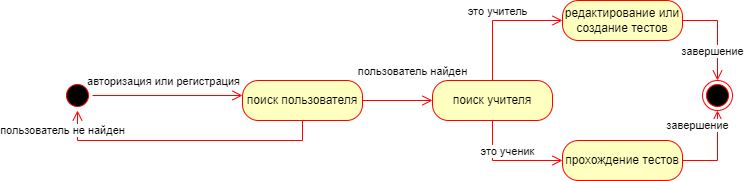 это учитель
редактирование или
создание тестов
завершение
авторизация или регистрация
пользователь найден
поиск пользователя
поиск учителя
пользователь не найден
завершение
это ученик
прохождение тестов